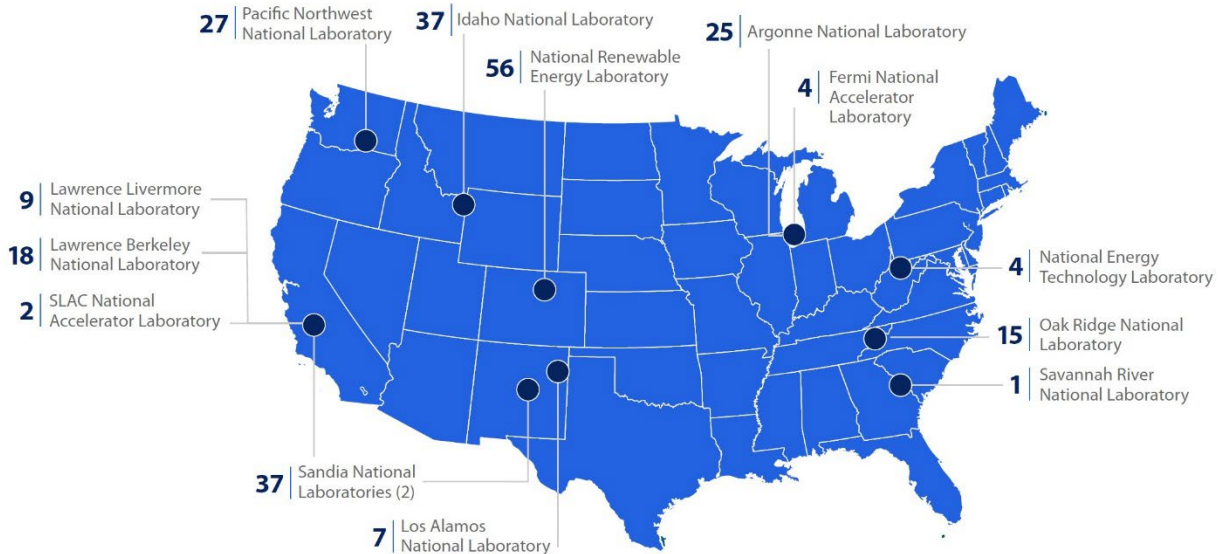 27
Pacific Northwest
National Laboratory
37
Idaho National Laboratory
56
National Renewable
Energy Laboratory
25
Argonne National Laboratory
4
Fermi National
Accelerator
Laboratory
9
Lawrence Livermore
National Laboratory
18
Lawrence Berkeley
National Laboratory
2
SLAC National
Accelerator Laboratory
4
National Energy
Technology Laboratory
15
Oak Ridge National
Laboratory
1
Savannah River
National Laboratory
37
Sandia National
Laboratories (2)
7
Los Alamos
National Laboratory